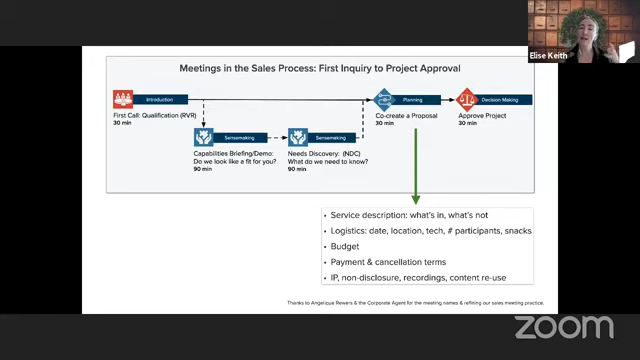 Elise Keith
Meetings in the Sales Process: First Inquiry to Project Approval
Introduction
First Call: Qualification (RVR)
30 min
Planning
Co-create a Proposal
30 min
Decision Making
Approve Project
30 min
Sensemaking
Capabilities Briefing/Demo:
Do we look like a fit for you?
90 min
Sensemaking
Needs Discovery: (NDC)
What do we need to know?
90 min
• Service description: what's in, what's not
• Logistics: date, location, tech, # participants, snacks
• Budget
• Payment & cancellation terms
• IP, non-disclosure, recordings, content re-use
Thanks to Angelique Rewers & the Corporate Agent for the meeting names & refining our sales meeting practice.
zoom